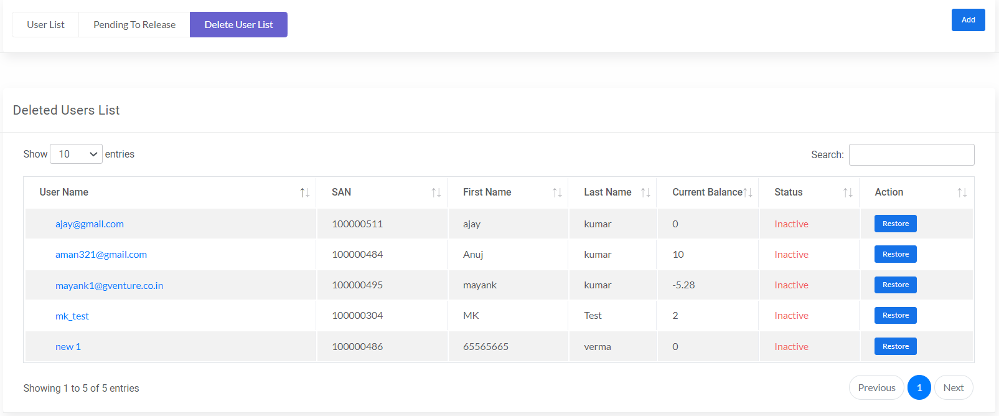 User List Pending To Release Delete User List Add
Deleted Users List
Show 10 entries Search:
User Name SAN First Name Last Name Current Balance Status Action
ajay@gmail.com 100000511 ajay kumar 0 Inactive Restore
aman321@gmail.com 100000484 Anuj kumar 10 Inactive Restore
mayank1@gventure.co.in 100000495 mayank kumar -5.28 Inactive Restore
mk_test 100000304 MK Test 2 Inactive Restore
new 1 100000486 65565665 verma 0 Inactive Restore
Showing 1 to 5 of 5 entries Previous 1 Next